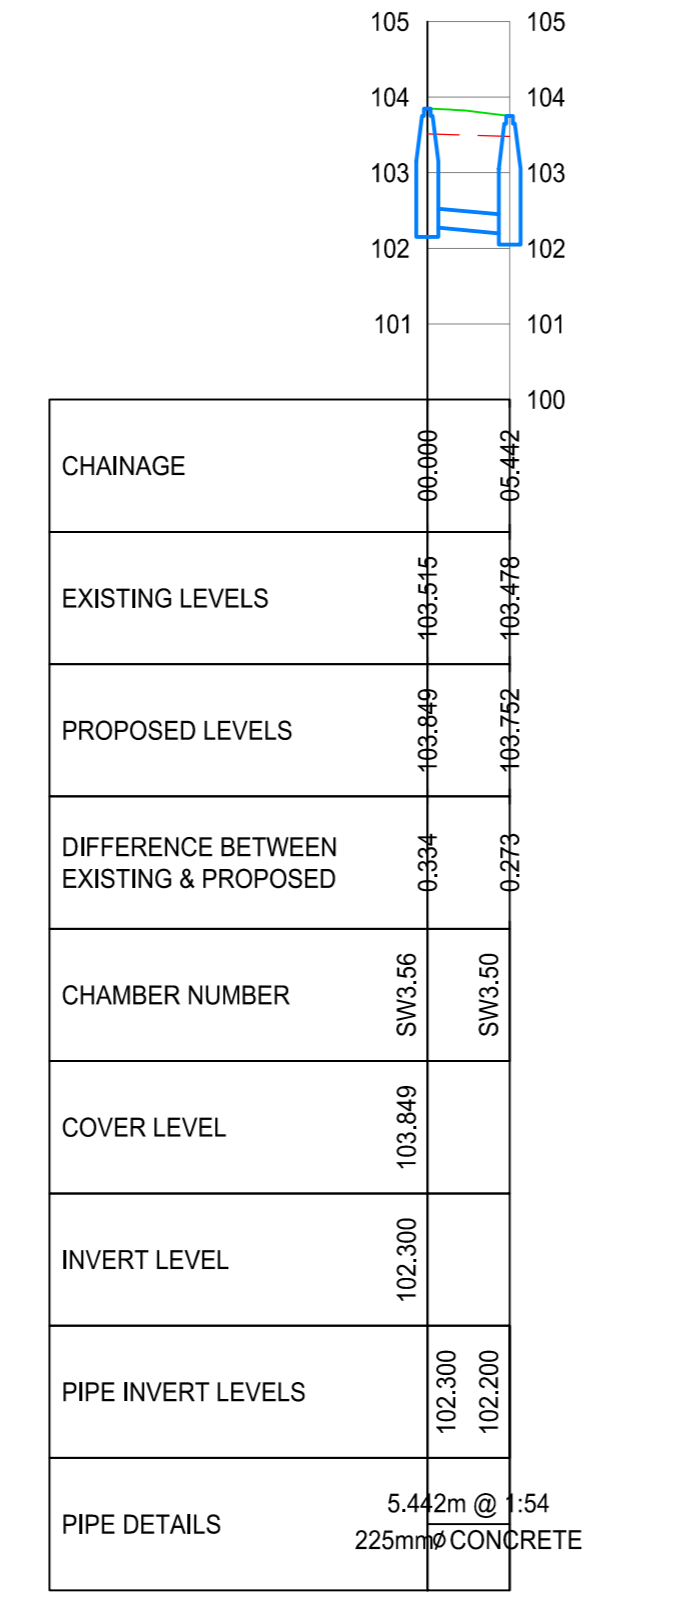 105 105
104 104
103 103
102 102
101 101
100
CHAINAGE 00.000 05.442
EXISTING LEVELS 103.515 103.478
PROPOSED LEVELS 103.849 103.752
DIFFERENCE BETWEEN
EXISTING & PROPOSED 0.334 0.273
CHAMBER NUMBER SW3.56 SW3.50
COVER LEVEL 103.849
INVERT LEVEL 102.300
PIPE INVERT LEVELS 102.300 102.200
PIPE DETAILS 5.442m @ 1:54
225mmØ CONCRETE